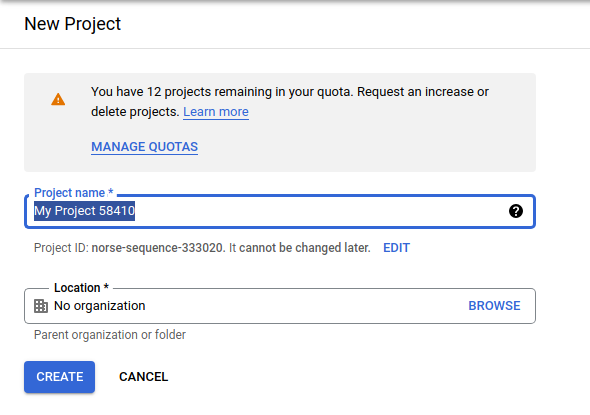 New Project
You have 12 projects remaining in your quota. Request an increase or
delete projects. Learn more
MANAGE QUOTAS
Project name *
My Project 58410
Project ID: norse-sequence-333020. It cannot be changed later. EDIT
Location *
No organization BROWSE
Parent organization or folder
CREATE CANCEL